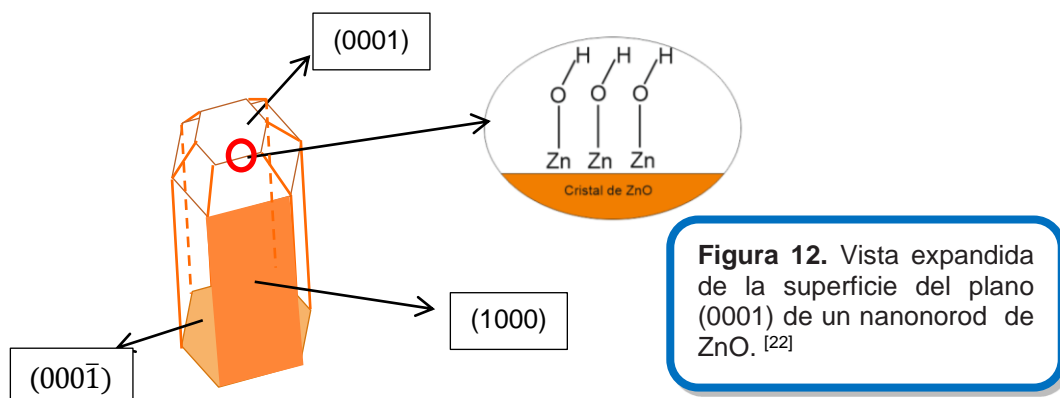 (0001)
H H H
O O O
Zn Zn Zn
Cristal de ZnO
(1000)
(0001̅)
Figura 12. Vista expandida
de la superficie del plano
(0001) de un nanonorod de
ZnO. [22]